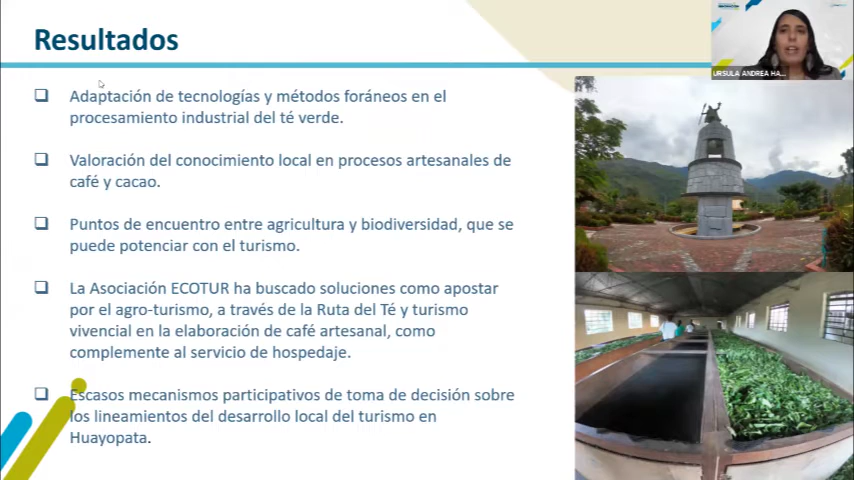 Resultados
URSULA ANDREA HA...
Adaptación de tecnologías y métodos foráneos en el
procesamiento industrial del té verde.
Valoración del conocimiento local en procesos artesanales de
café y cacao.
Puntos de encuentro entre agricultura y biodiversidad, que se
puede potenciar con el turismo.
La Asociación ECOTUR ha buscado soluciones como apostar
por el agro-turismo, a través de la Ruta del Té y turismo
vivencial en la elaboración de café artesanal, como
complemente al servicio de hospedaje.
Escasos mecanismos participativos de toma de decisión sobre
los lineamientos del desarrollo local del turismo en
Huayopata.